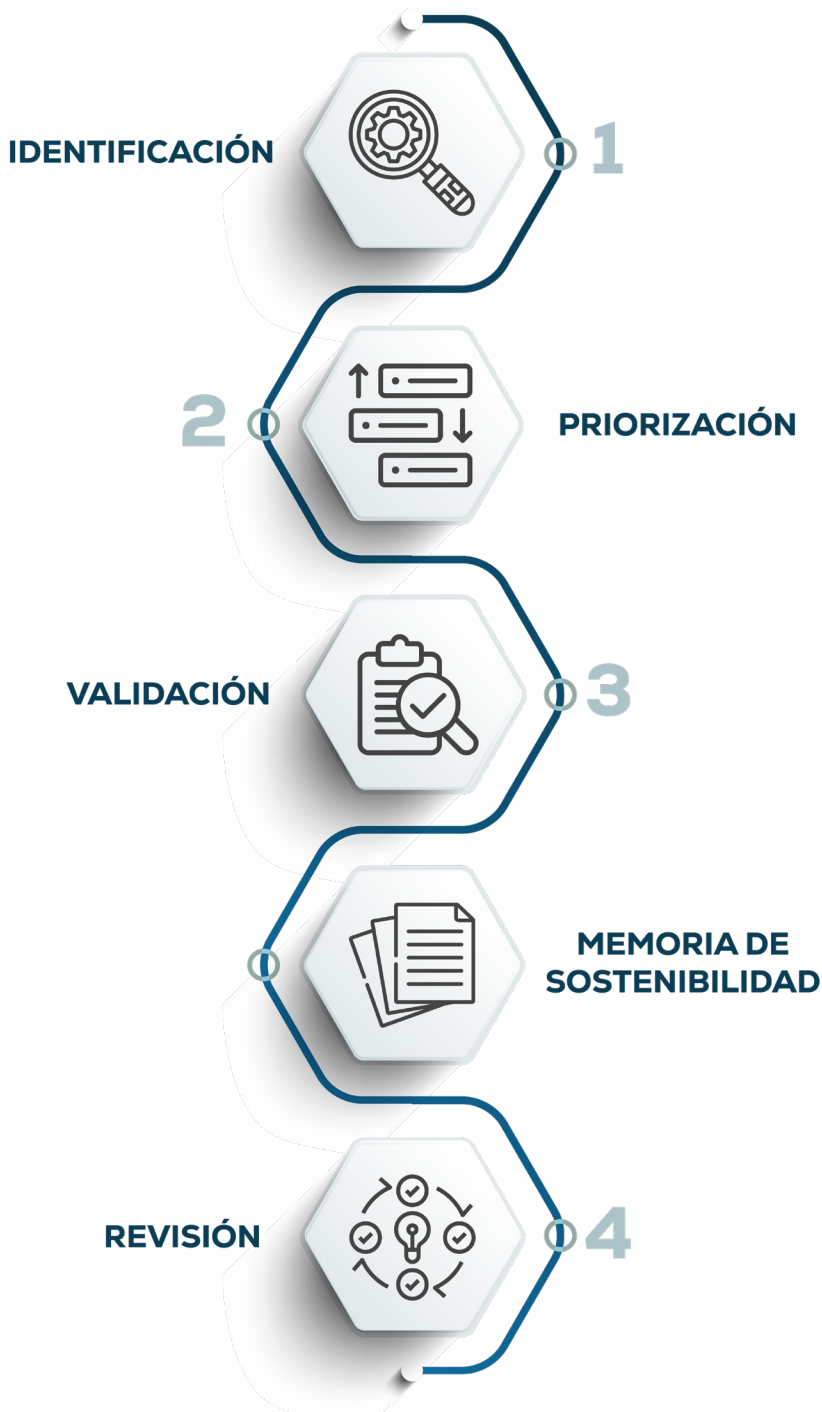 IDENTIFICACIÓN
1
2
PRIORIZACIÓN
VALIDACIÓN
3
MEMORIA DE
SOSTENIBILIDAD
REVISIÓN
4